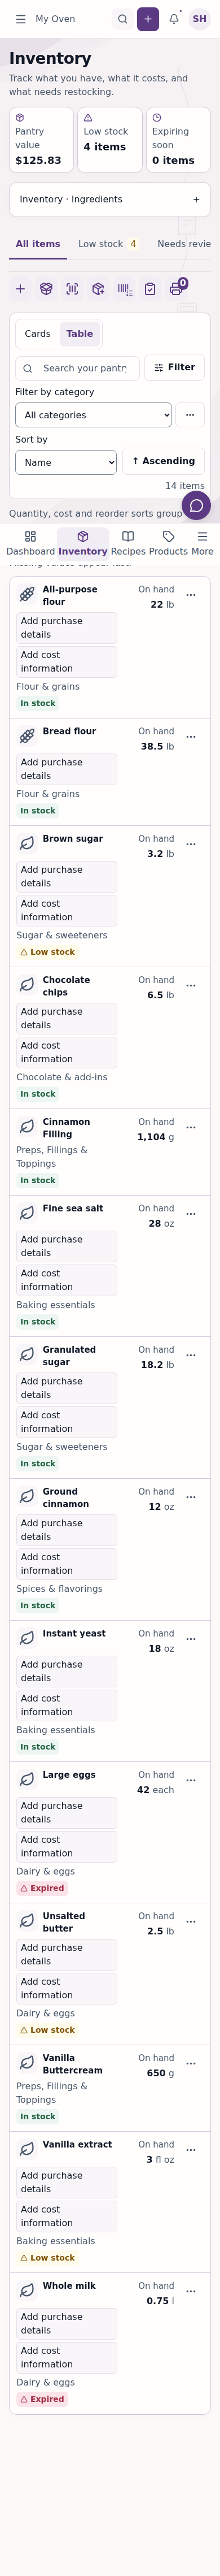 My Oven
SH
Inventory
Track what you have, what it costs, and
what needs restocking.
Pantry
value
$125.83
Low stock
4 items
Expiring
soon
0 items
Inventory · Ingredients
+
All items
Low stock 4
Needs revie
0
Cards
Table
Search your pantry
Filter
Filter by category
All categories
Sort by
Name
↑ Ascending
14 items
Quantity, cost and reorder sorts group
Dashboard
Inventory
Recipes
Products
More
All-purpose
flour
On hand
22 lb
Add purchase
details
Add cost
information
Flour & grains
In stock
Bread flour
On hand
38.5 lb
Add purchase
details
Flour & grains
In stock
Brown sugar
On hand
3.2 lb
Add purchase
details
Add cost
information
Sugar & sweeteners
Low stock
Chocolate
chips
On hand
6.5 lb
Add purchase
details
Add cost
information
Chocolate & add-ins
In stock
Cinnamon
Filling
On hand
1,104 g
Preps, Fillings &
Toppings
In stock
Fine sea salt
On hand
28 oz
Add purchase
details
Add cost
information
Baking essentials
In stock
Granulated
sugar
On hand
18.2 lb
Add purchase
details
Add cost
information
Sugar & sweeteners
In stock
Ground
cinnamon
On hand
12 oz
Add purchase
details
Add cost
information
Spices & flavorings
In stock
Instant yeast
On hand
18 oz
Add purchase
details
Add cost
information
Baking essentials
In stock
Large eggs
On hand
42 each
Add purchase
details
Add cost
information
Dairy & eggs
Expired
Unsalted
butter
On hand
2.5 lb
Add purchase
details
Add cost
information
Dairy & eggs
Low stock
Vanilla
Buttercream
On hand
650 g
Preps, Fillings &
Toppings
In stock
Vanilla extract
On hand
3 fl oz
Add purchase
details
Add cost
information
Baking essentials
Low stock
Whole milk
On hand
0.75 l
Add purchase
details
Add cost
information
Dairy & eggs
Expired